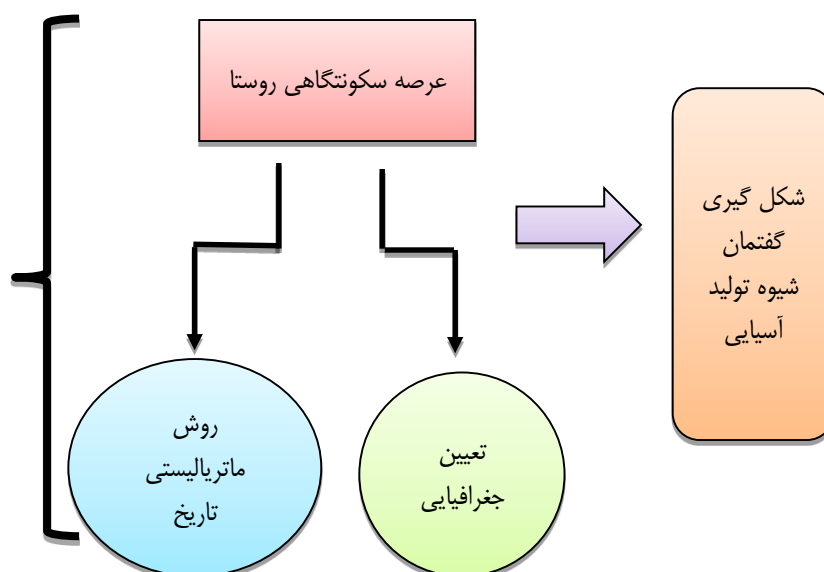 عرصه سکونتگاهی روستا
شکل گیری
گفتمان
شیوه تولید
آسیایی
تعیین
جغرافیایی
روش
ماتریالیستی
تاریخ